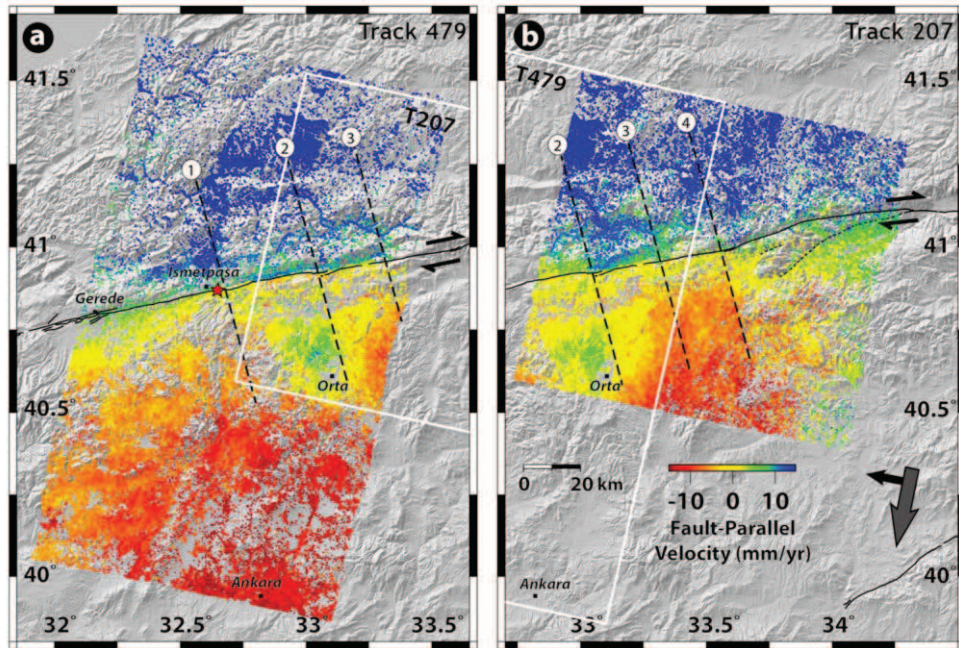 a
Track 479
b
Track 207
41.5°
T207
T479
41.5°
1
2
3
2
3
4
41°
Ismetpaşa
Gerede
41°
Orta
Orta
40.5°
40.5°
0 20 km
-10 0 10
Fault-Parallel
Velocity (mm/yr)
40°
Ankara
Ankara
40°
32° 32.5° 33° 33.5°
33° 33.5° 34°